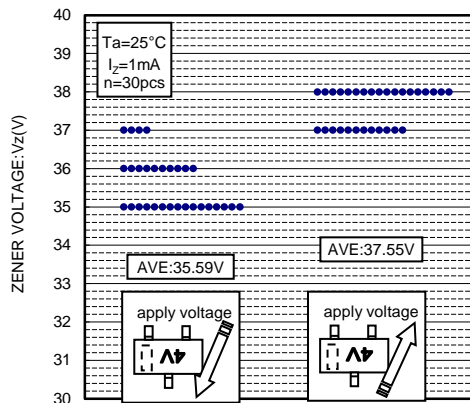 40
39
38
37
36
35
34
33
32
31
30
ZENER VOLTAGE:Vz(V)
Ta=25°C
IZ=1mA
n=30pcs
AVE:35.59V
AVE:37.55V
apply voltage
4V
apply voltage
4V